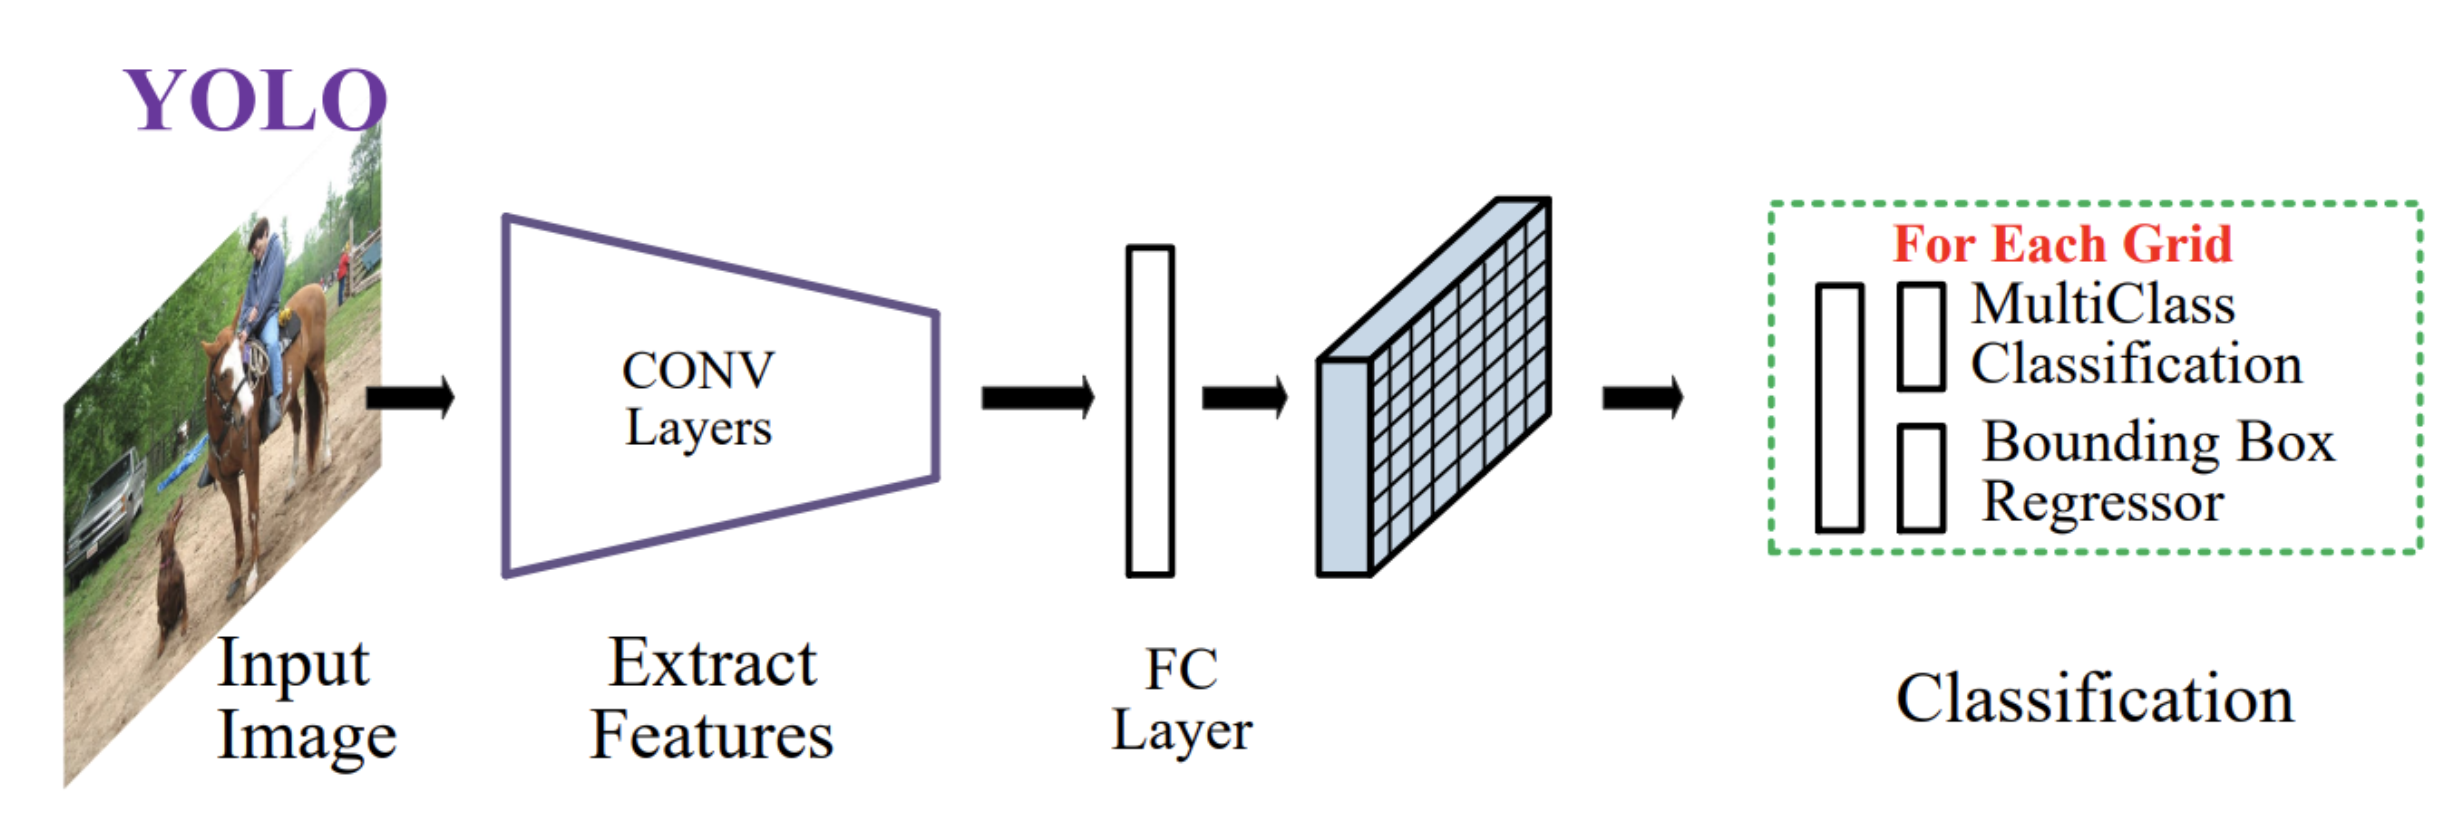 YOLO
CONV
Layers
For Each Grid
MultiClass
Classification
Bounding Box
Regressor
Input
Image
Extract
Features
FC
Layer
Classification